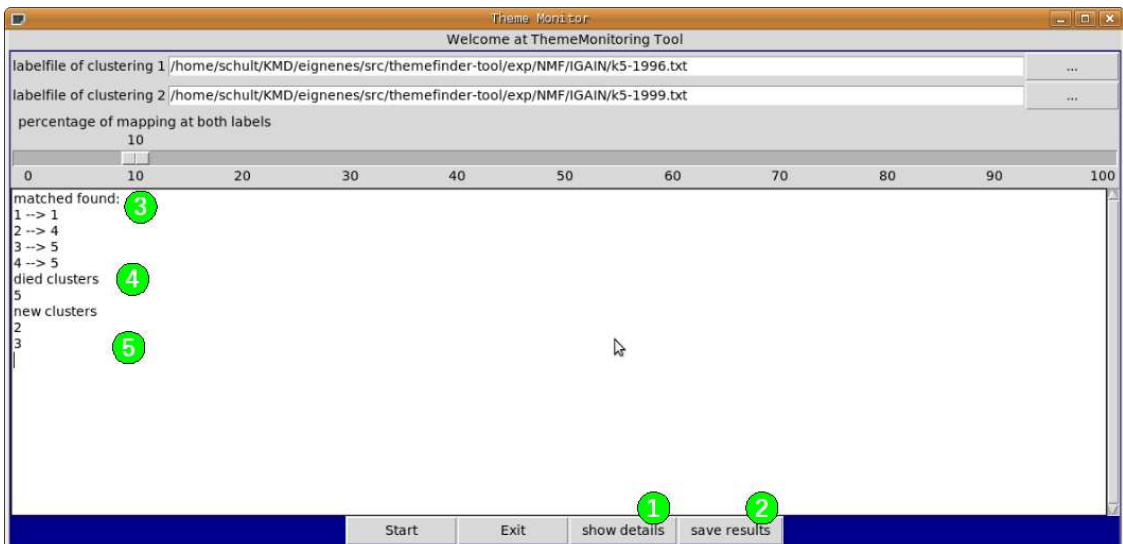 Theme Monitor
Welcome at ThemeMonitoring Tool
labelfile of clustering 1 /home/schult/KMD/eignenes/src/themefinder-tool/exp/NMF/IGAIN/k5-1996.txt ...
labelfile of clustering 2 /home/schult/KMD/eignenes/src/themefinder-tool/exp/NMF/IGAIN/k5-1999.txt ...
percentage of mapping at both labels
10
0 10 20 30 40 50 60 70 80 90 100
matched found: 3
1 --> 1
2 --> 4
3 --> 5
4 --> 5
died clusters 4
5
new clusters
2
3 5
1 2
Start Exit show details save results